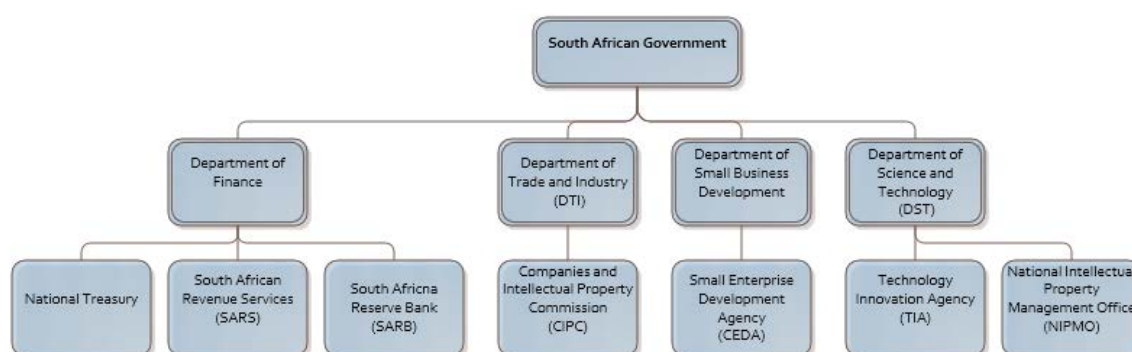 South African Government
Department of
Finance
Department of
Trade and Industry
(DTI)
Department of
Small Business
Development
Department of
Science and
Technology
(DST)
National Treasury
South African
Revenue Services
(SARS)
South Africna
Reserve Bank
(SARB)
Companies and
Intellectual Property
Commission
(CIPC)
Small Enterprise
Development
Agency
(CEDA)
Technology
Innovation Agency
(TIA)
National Intellectual
Property
Management Office
(NIPMO)